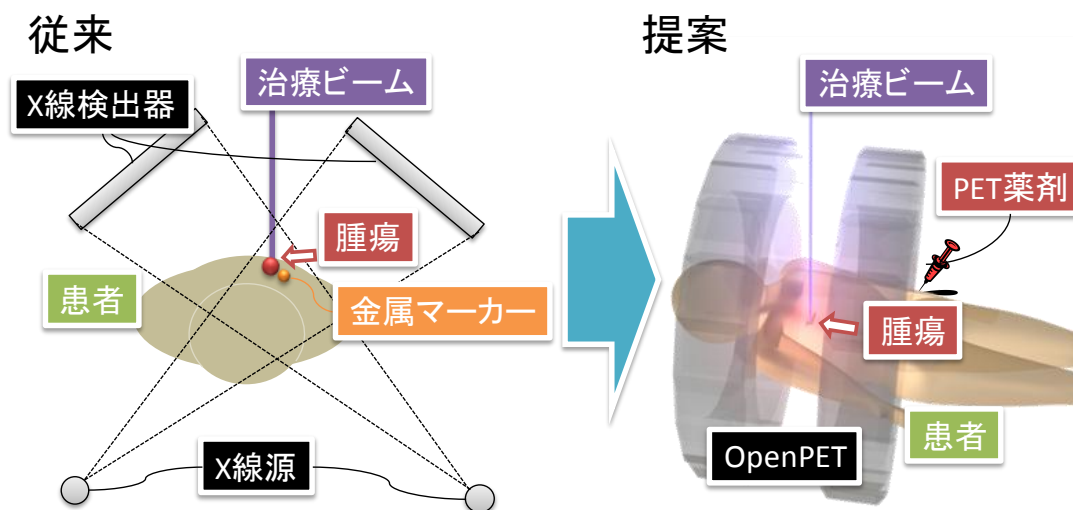 従来
治療ビーム
X線検出器
腫瘍
患者
金属マーカー
X線源
提案
治療ビーム
PET薬剤
腫瘍
患者
OpenPET